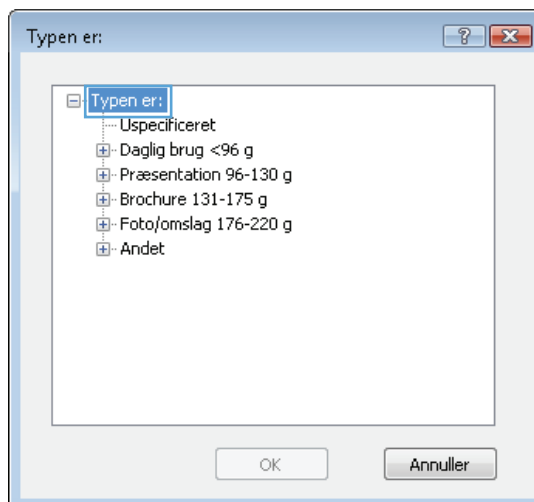 Typen er:
Typen er:
Uspecificeret
Daglig brug <96 g
Præsentation 96-130 g
Brochure 131-175 g
Foto/omslag 176-220 g
Andet
OK
Annuller